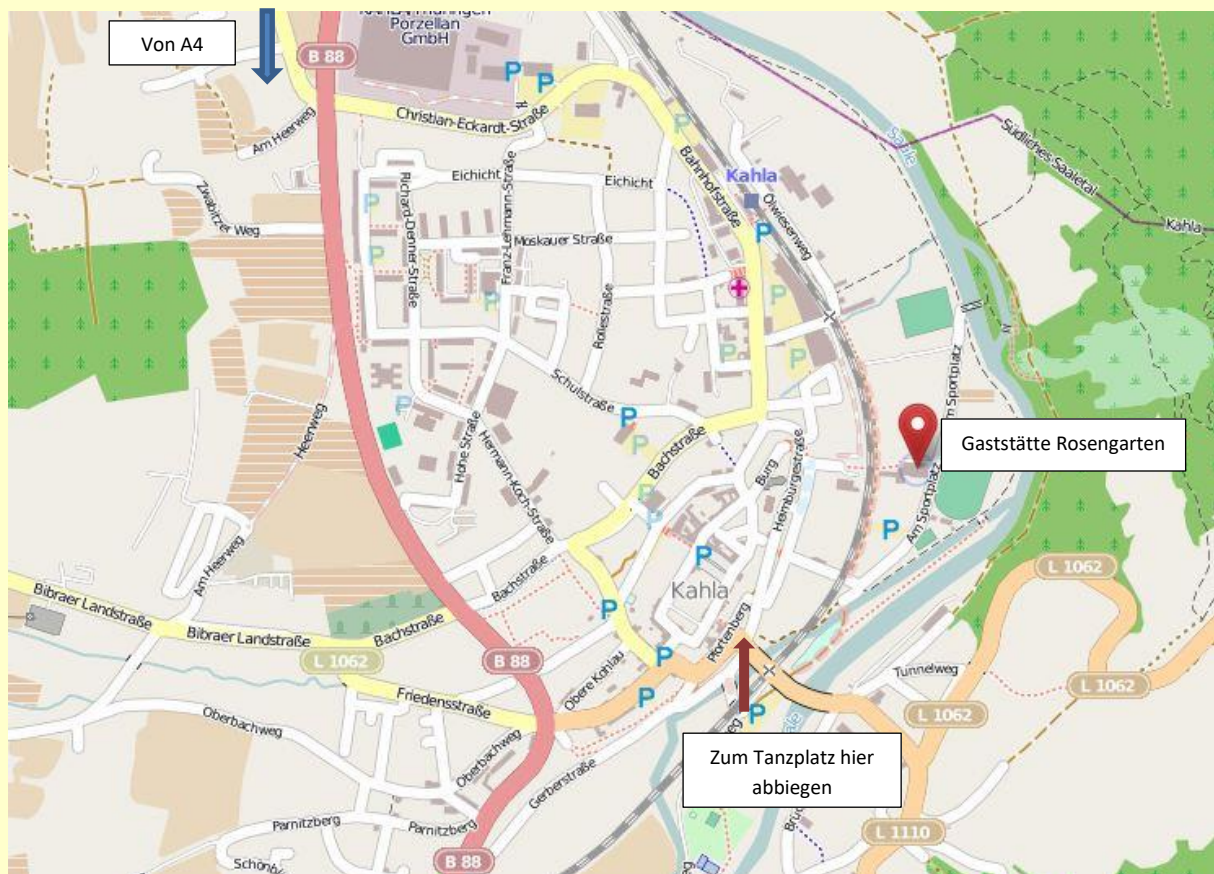 Von A4
Porzellan
GmbH
B 88
Am Heerweg
Christian-Eckardt-Straße
Zwabitzer Weg
Eichicht
Eichicht
Richard-Denner-Straße
Franz-Lehmann-Straße
Moskauer Straße
Rollestraße
Bahnhofstraße
Kahla
Ölwiesenweg
Saale
Südliches Saaletal
Kahla
P
P
P
P
P
P
P
P
P
P
Heerweg
Schulstraße
P
P
P
Hohe Straße
Hermann-Koch-Straße
Bachstraße
Burg
Heimburgestraße
Am Sportplatz
Gaststätte Rosengarten
Am Sportplatz
P
P
P
P
Kahla
Am Heerweg
Bibraer Landstraße
Bibraer Landstraße
L 1062
Bachstraße
Bachstraße
B 88
P
P
P
Pfortenberg
Obere Kohlau
Friedensstraße
Oberbachweg
Oberbachweg
Gerberstraße
Parnitzberg
Parnitzberg
B 88
P
Tunnelweg
L 1062
L 1062
L 1062
L 1110
Zum Tanzplatz hier
abbiegen